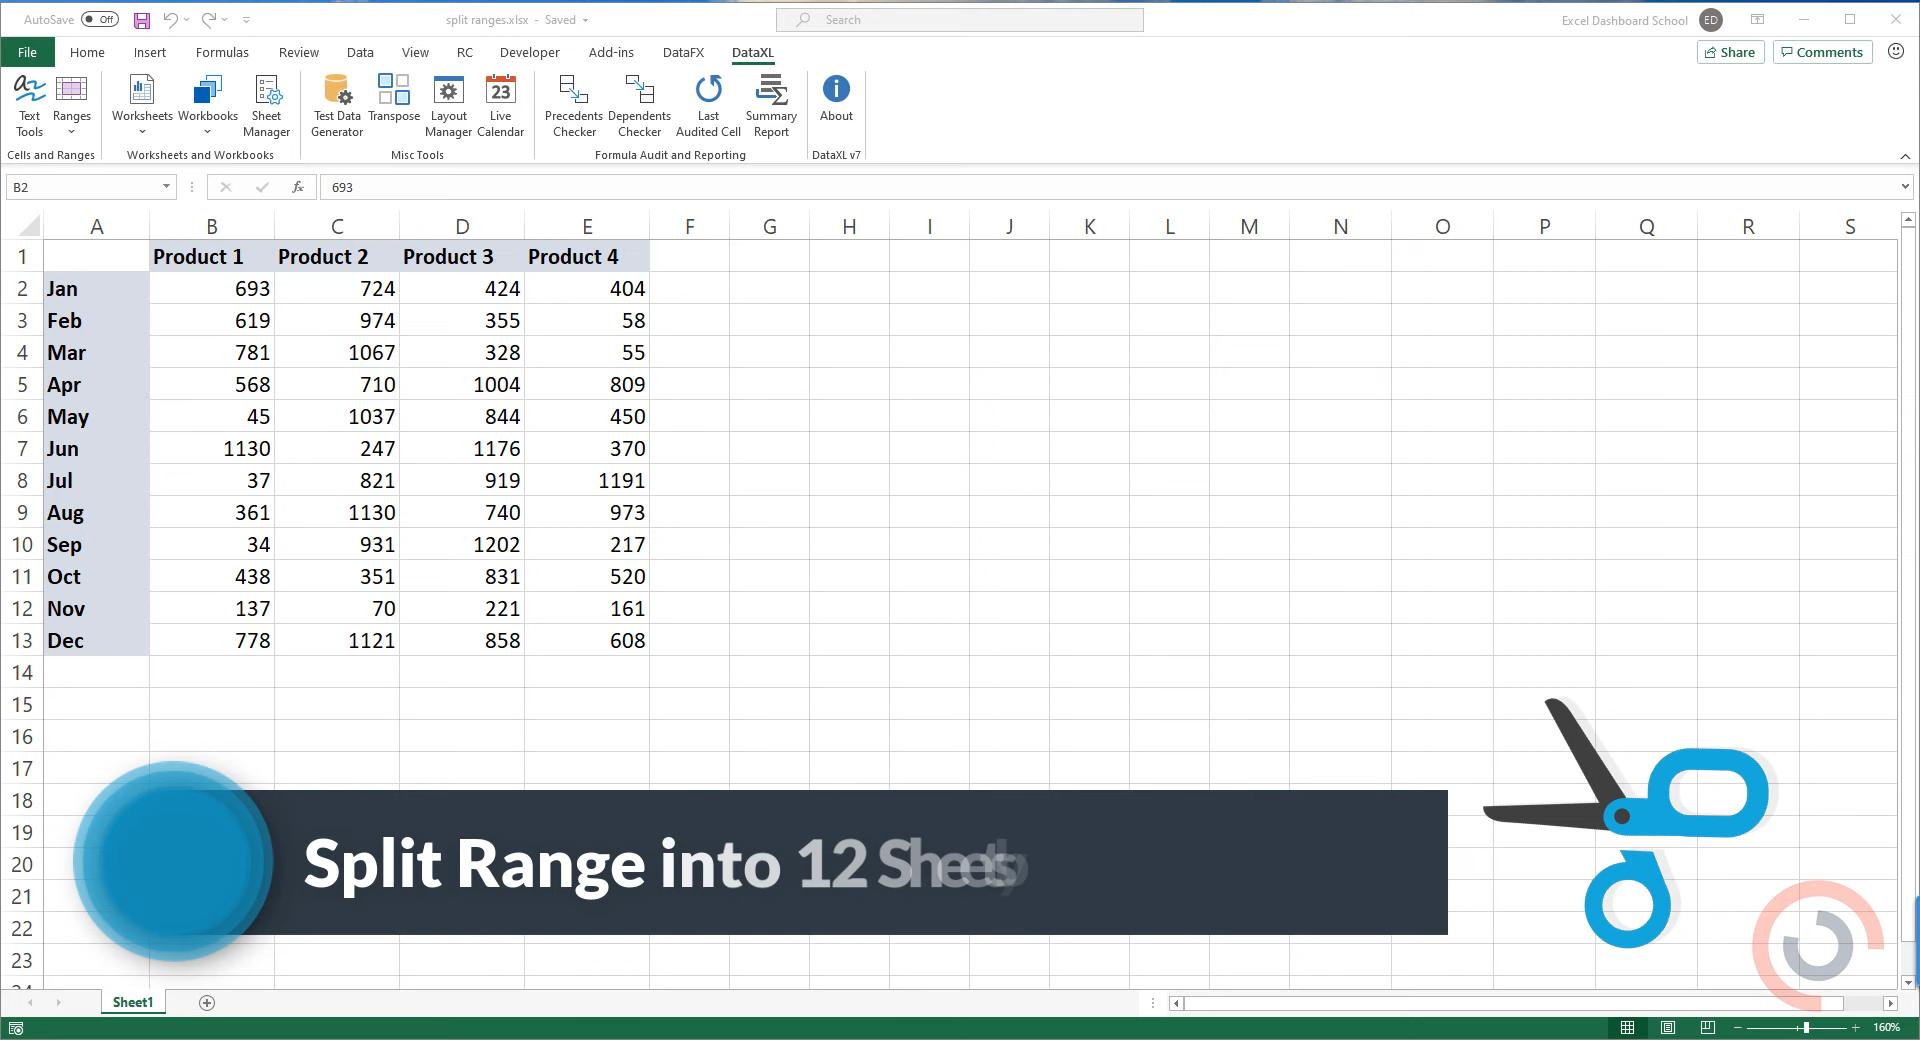 AutoSave Off split ranges.xlsx - Saved Search Excel Dashboard School ED
File Home Insert Formulas Review Data View RC Developer Add-ins DataFX DataXL Share Comments
Text Tools Ranges Worksheets Workbooks Sheet Manager Test Data Generator Transpose Layout Manager 23 Live Calendar Precedents Checker Dependents Checker Last Audited Cell Summary Report About
Cells and Ranges Worksheets and Workbooks Misc Tools Formula Audit and Reporting DataXL v7
B2 fx 693
A B C D E F G H I J K L M N O P Q R S
1 Product 1 Product 2 Product 3 Product 4
2 Jan 693 724 424 404
3 Feb 619 974 355 58
4 Mar 781 1067 328 55
5 Apr 568 710 1004 809
6 May 45 1037 844 450
7 Jun 1130 247 1176 370
8 Jul 37 821 919 1191
9 Aug 361 1130 740 973
10 Sep 34 931 1202 217
11 Oct 438 351 831 520
12 Nov 137 70 221 161
13 Dec 778 1121 858 608
14
15
16
17
18
19
20
21
22
23
Split Range into 12 Sheets
Sheet1
160%